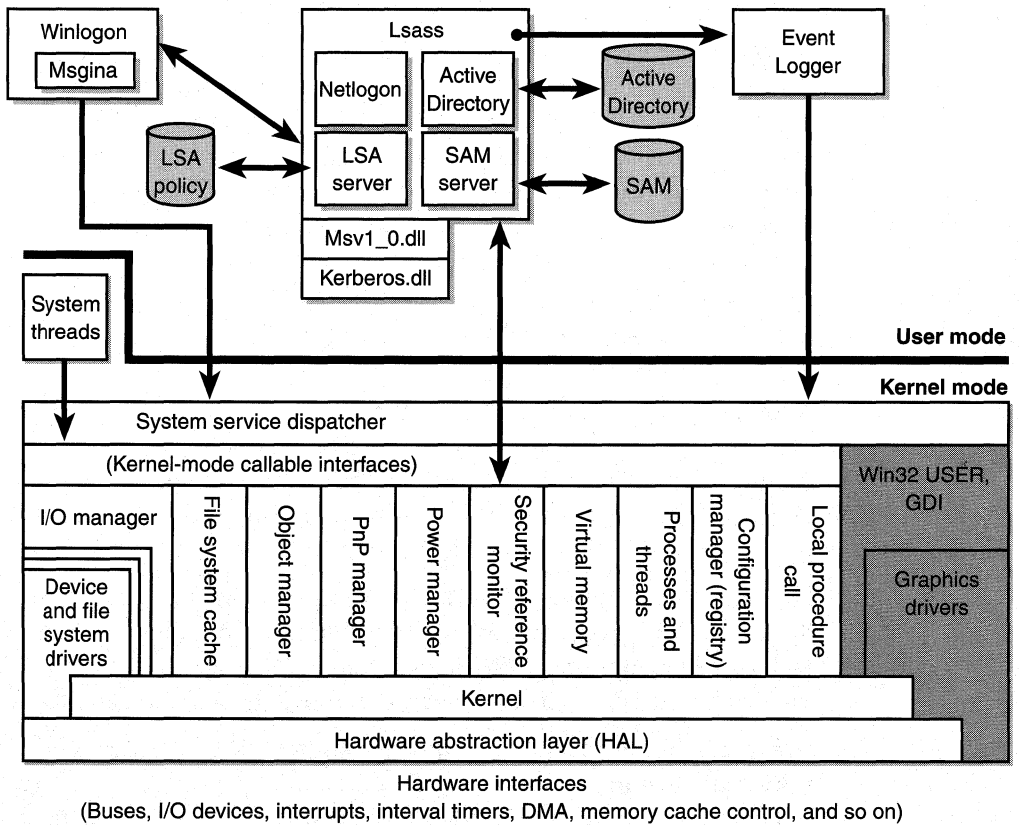 Winlogon
Msgina
Lsass
Netlogon
Active
Directory
LSA
server
SAM
server
Msv1_0.dll
Kerberos.dll
LSA
policy
Active
Directory
SAM
Event
Logger
System
threads
User mode
Kernel mode
System service dispatcher
(Kernel-mode callable interfaces)
Win32 USER,
GDI
Graphics
drivers
I/O manager
Device
and file
system
drivers
File system cache
Object manager
PnP manager
Power manager
Security reference
monitor
Virtual memory
Processes and
threads
Configuration
manager (registry)
Local procedure
call
Kernel
Hardware abstraction layer (HAL)
Hardware interfaces
(Buses, I/O devices, interrupts, interval timers, DMA, memory cache control, and so on)